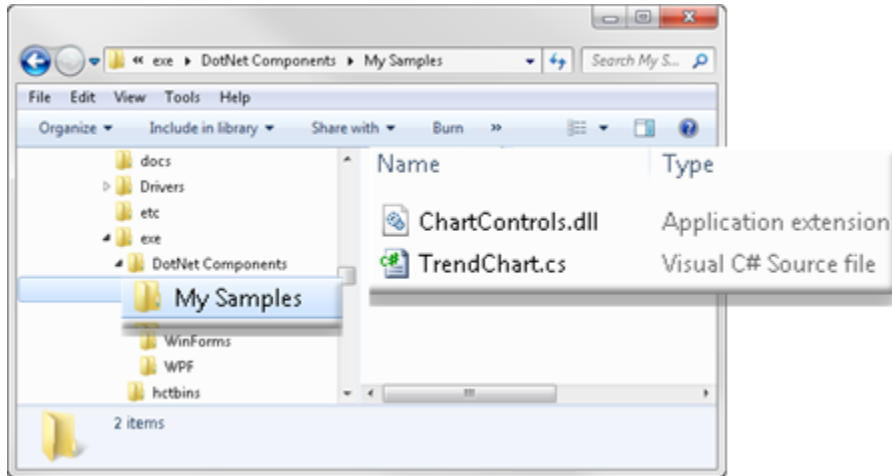 « exe ▸ DotNet Components ▸ My Samples
Search My S...
File Edit View Tools Help
Organize Include in library Share with Burn »
docs
Drivers
etc
exe
DotNet Components
My Samples
WinForms
WPF
hctbins
Name Type
ChartControls.dll Application extension
TrendChart.cs Visual C# Source file
2 items